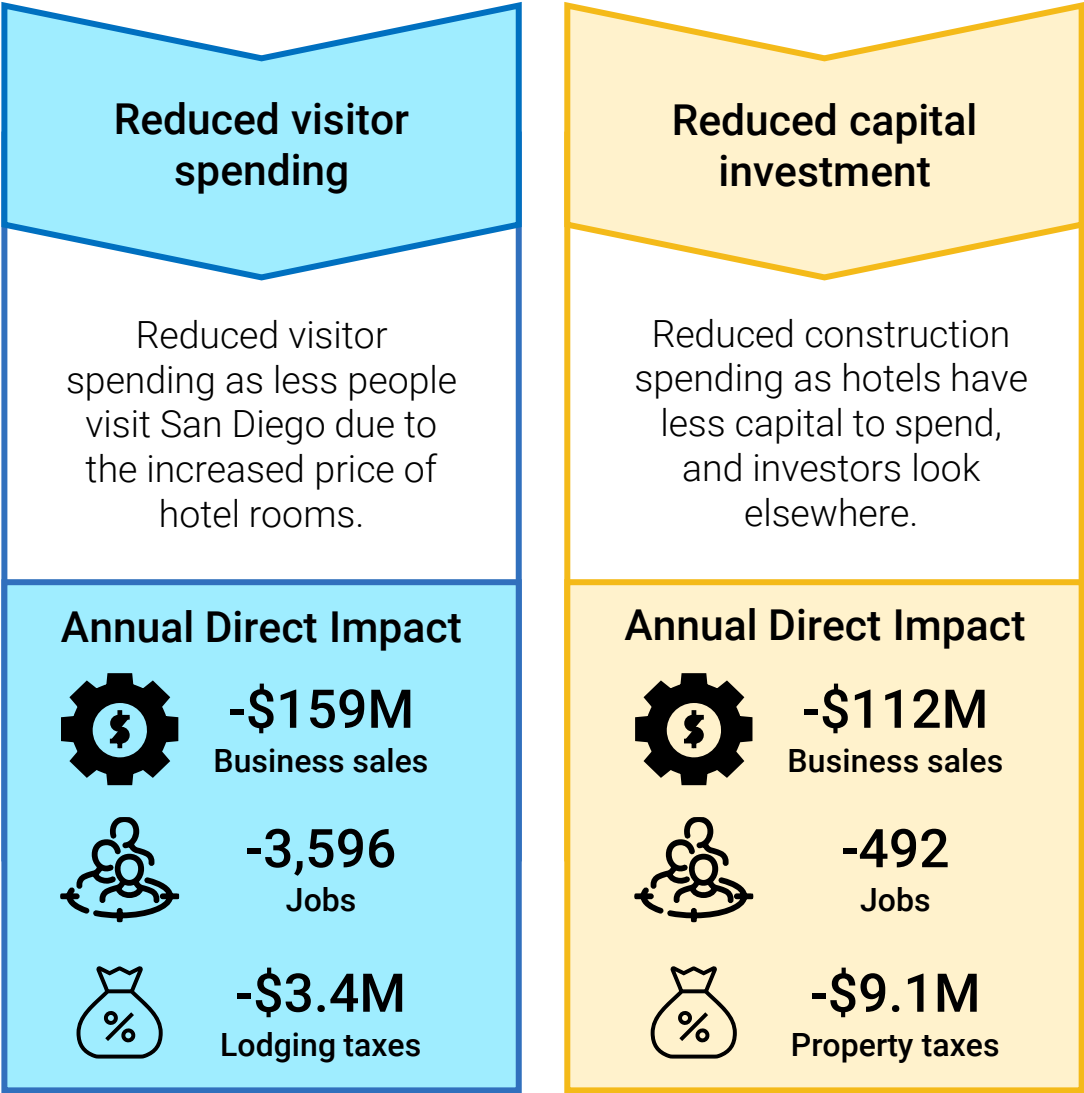 Reduced visitor
spending
Reduced visitor
spending as less people
visit San Diego due to
the increased price of
hotel rooms.
Annual Direct Impact
$
-$159M
Business sales
-3,596
Jobs
%
-$3.4M
Lodging taxes
Reduced capital
investment
Reduced construction
spending as hotels have
less capital to spend,
and investors look
elsewhere.
Annual Direct Impact
$
-$112M
Business sales
-492
Jobs
%
-$9.1M
Property taxes